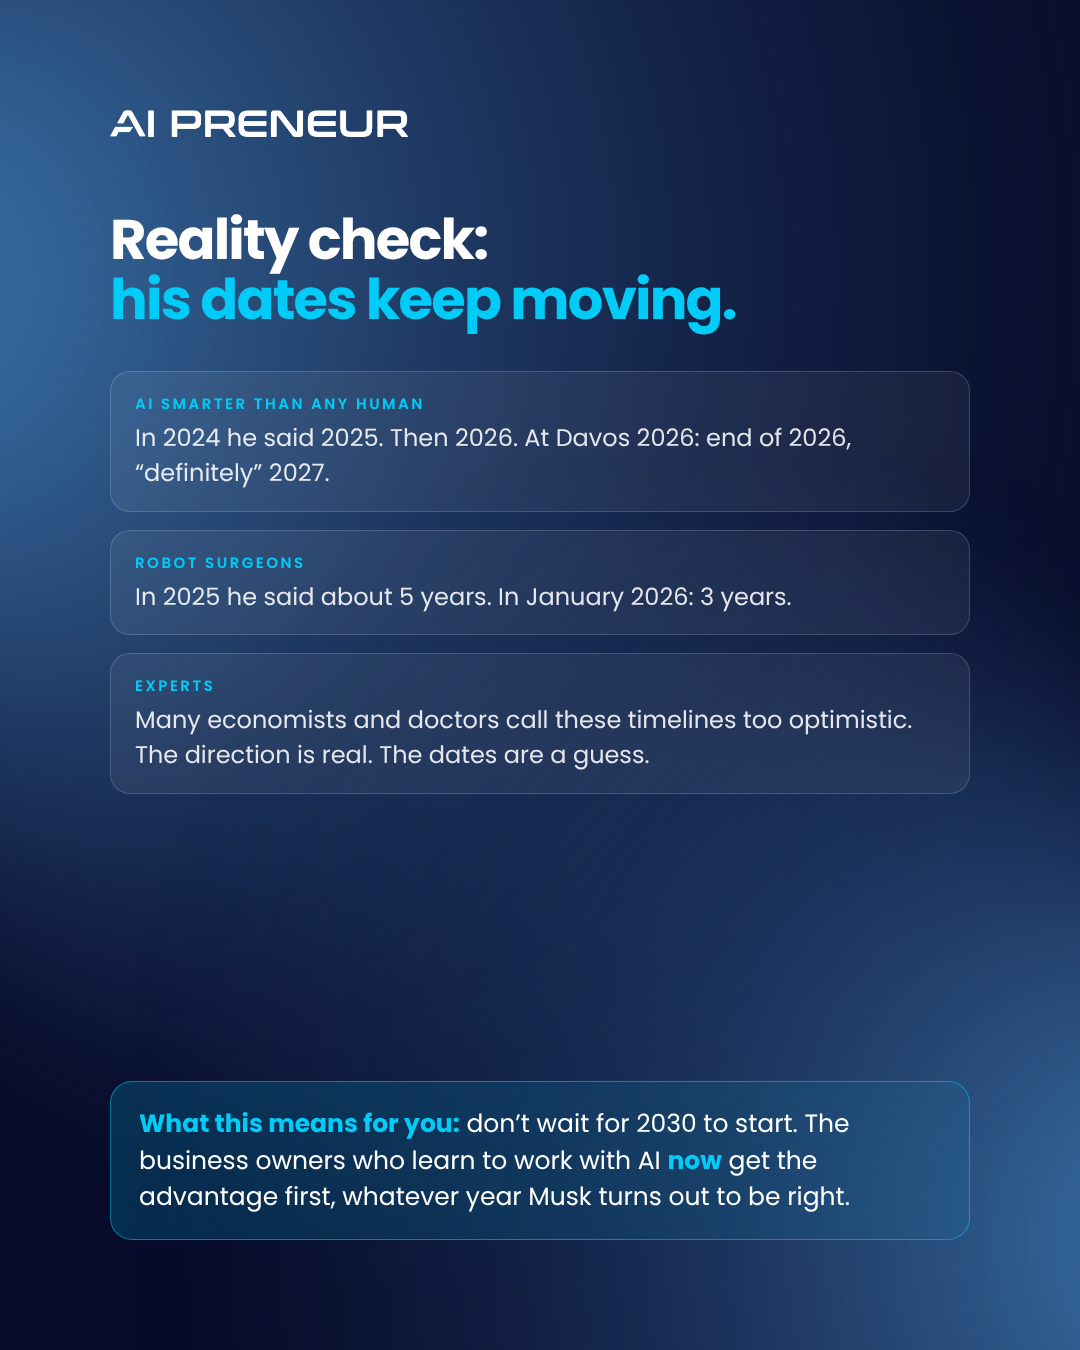 AI PRENEUR
Reality check:
his dates keep moving.
AI SMARTER THAN ANY HUMAN
In 2024 he said 2025. Then 2026. At Davos 2026: end of 2026,
“definitely” 2027.
ROBOT SURGEONS
In 2025 he said about 5 years. In January 2026: 3 years.
EXPERTS
Many economists and doctors call these timelines too optimistic.
The direction is real. The dates are a guess.
What this means for you: don’t wait for 2030 to start. The
business owners who learn to work with AI now get the
advantage first, whatever year Musk turns out to be right.